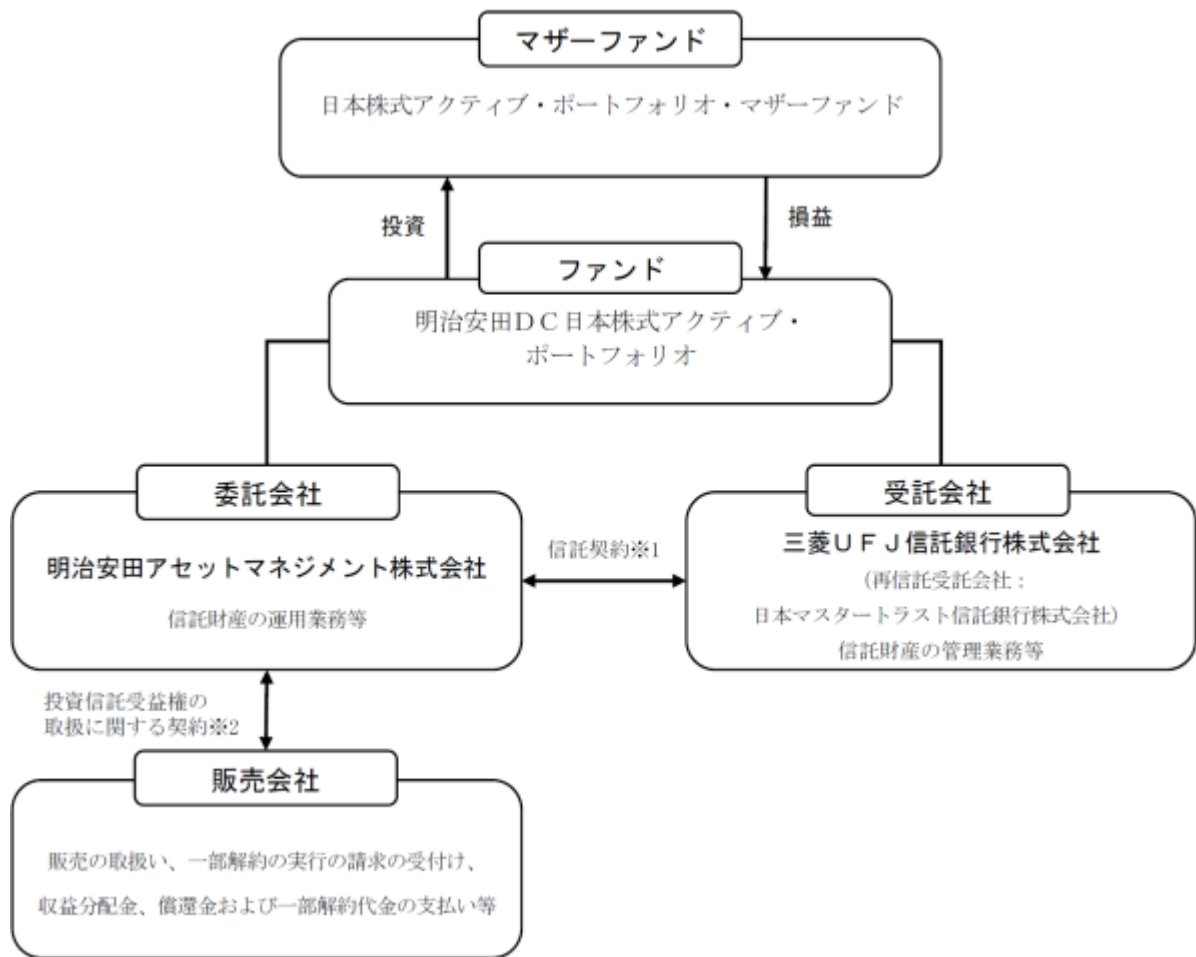 マザーファンド
日本株式アクティブ・ポートフォリオ・マザーファンド
投資
損益
ファンド
明治安田DC日本株式アクティブ・
ポートフォリオ
委託会社
明治安田アセットマネジメント株式会社
信託財産の運用業務等
信託契約※1
受託会社
三菱UFJ信託銀行株式会社
(再信託受託会社:
日本マスタートラスト信託銀行株式会社)
信託財産の管理業務等
投資信託受益権の
取扱に関する契約※2
販売会社
販売の取扱い、一部解約の実行の請求の受付け、
収益分配金、償還金および一部解約代金の支払い等